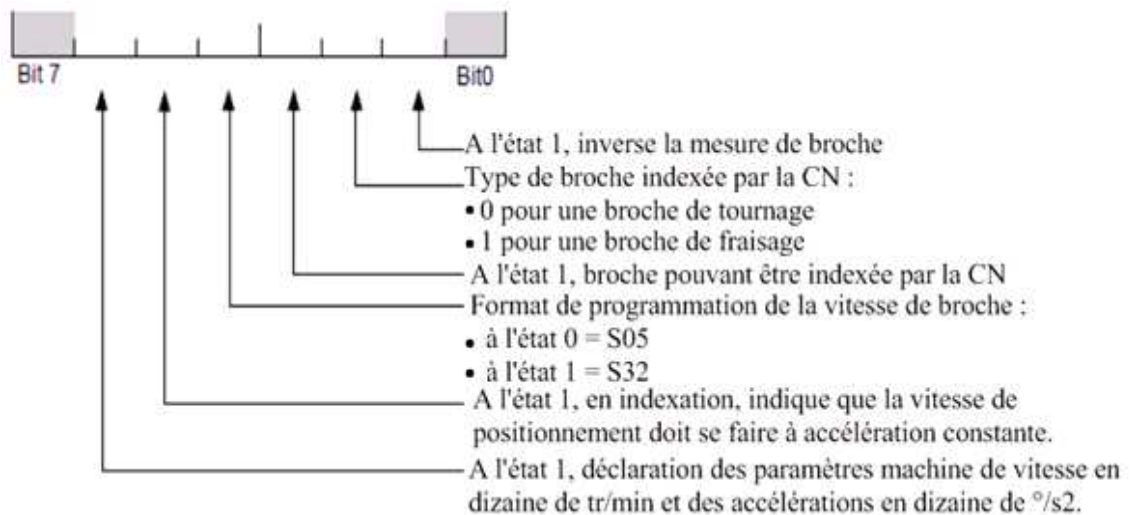 Bit 7 Bit0
A l'état 1, inverse la mesure de broche
Type de broche indexée par la CN :
• 0 pour une broche de tournage
• 1 pour une broche de fraisage
A l'état 1, broche pouvant être indexée par la CN
Format de programmation de la vitesse de broche :
• à l'état 0 = S05
• à l'état 1 = S32
A l'état 1, en indexation, indique que la vitesse de
positionnement doit se faire à accélération constante.
A l'état 1, déclaration des paramètres machine de vitesse en
dizaine de tr/min et des accélérations en dizaine de °/s2.